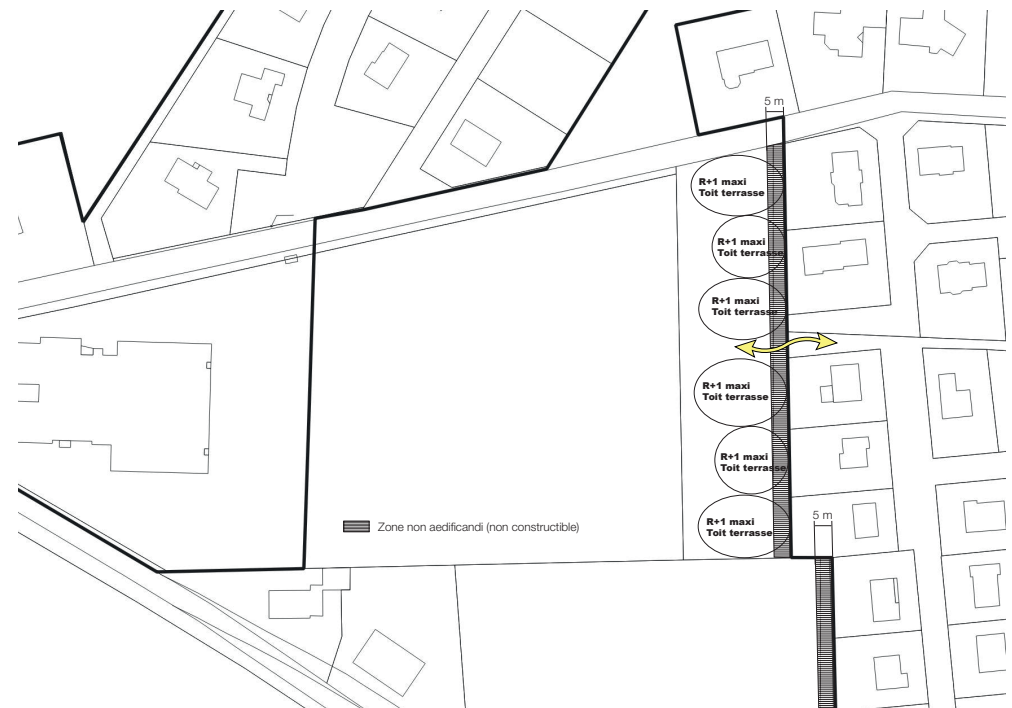 5 m
R+1 maxi
Toit terrasse
R+1 maxi
Toit terrasse
R+1 maxi
Toit terrasse
R+1 maxi
Toit terrasse
R+1 maxi
Toit terrasse
5 m
R+1 maxi
Toit terrasse
Zone non aedificandi (non constructible)